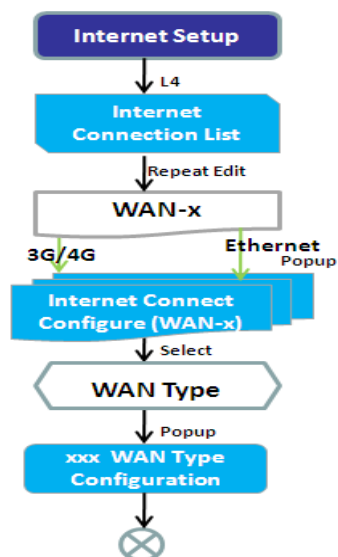 Internet Setup
L4
Internet
Connection List
Repeat Edit
WAN-x
3G/4G
Ethernet
Popup
Internet Connect
Configure (WAN-x)
Select
WAN Type
Popup
xxx WAN Type
Configuration